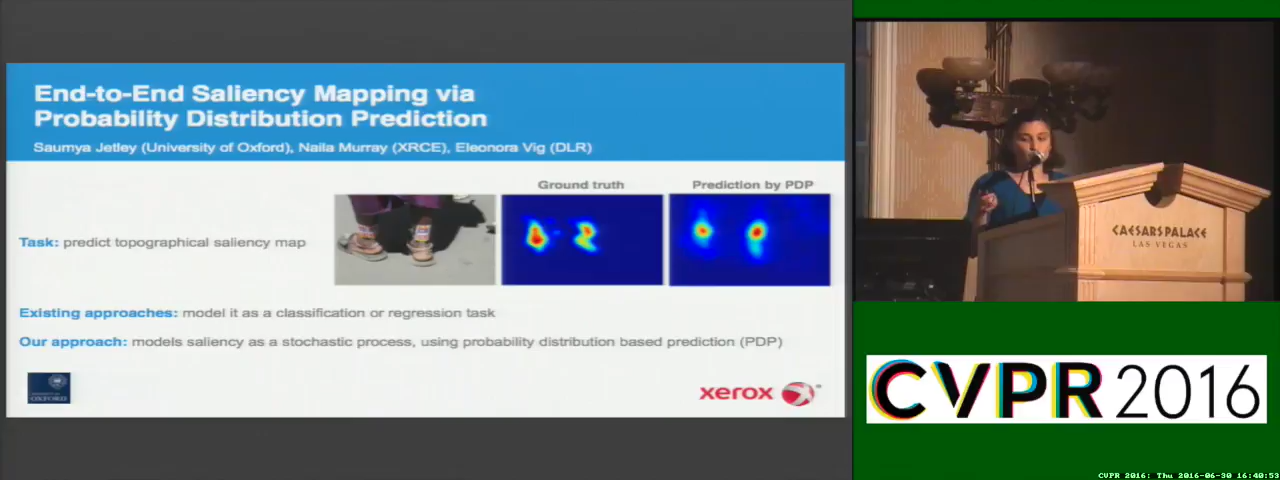 End-to-End Saliency Mapping via
Probability Distribution Prediction
Saumya Jetley (University of Oxford), Naila Murray (XRCE), Eleonora Vig (DLR)
Ground truth
Prediction by PDP
Task: predict topographical saliency map
Existing approaches: model it as a classification or regression task
Our approach: models saliency as a stochastic process, using probability distribution based prediction (PDP)
OXFORD
xerox
CAESARS PALACE
LAS VEGAS
CVPR 2016
CVPR 2016: Thu 2016-06-30 16:40:53